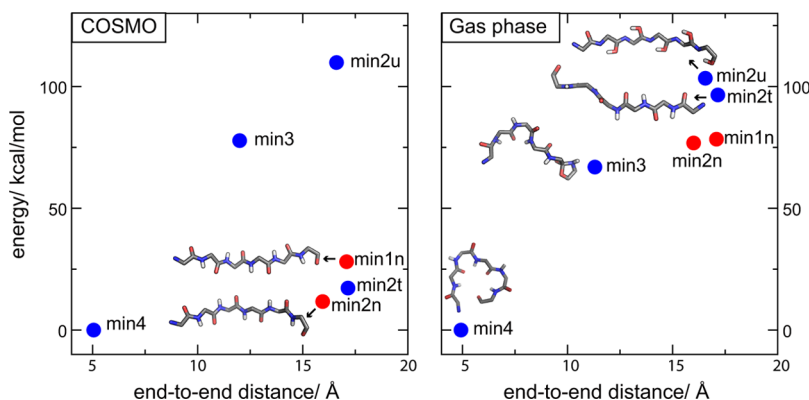 COSMO
Gas phase
energy/ kcal/mol
100
50
0
min2u
min3
min1n
min2t
min2n
min4
5
10
15
20
end-to-end distance/ Å
100
50
0
min2u
min2t
min1n
min2n
min3
min4
5
10
15
20
end-to-end distance/ Å